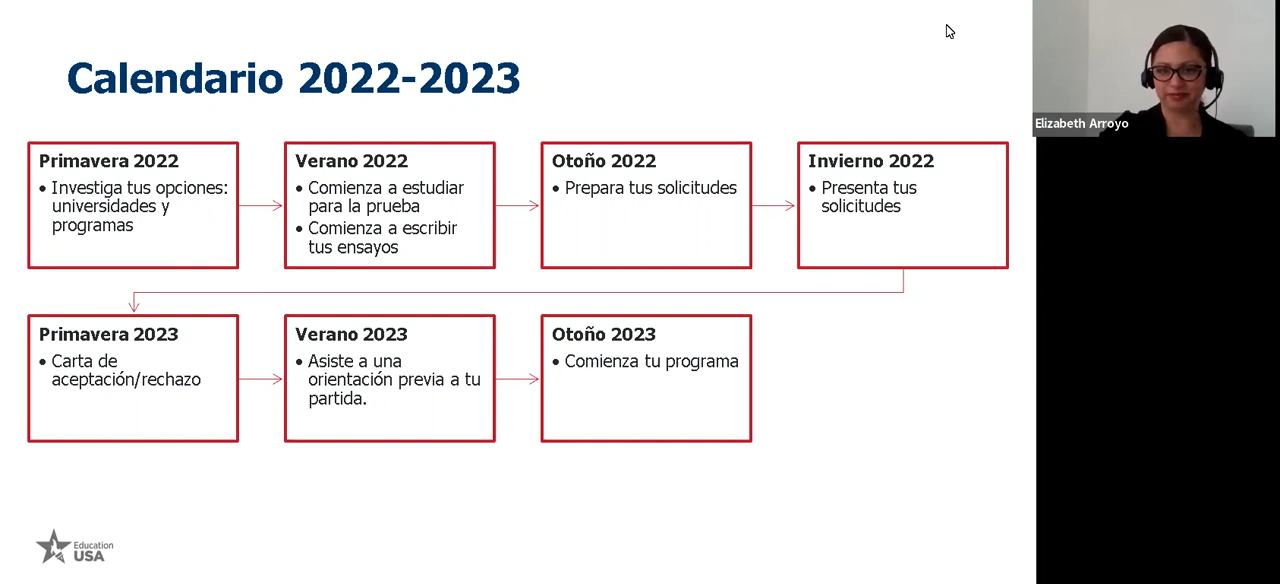 Calendario 2022-2023
Elizabeth Arroyo
Primavera 2022
• Investiga tus opciones:
universidades y
programas
Verano 2022
• Comienza a estudiar
para la prueba
• Comienza a escribir
tus ensayos
Otoño 2022
• Prepara tus solicitudes
Invierno 2022
• Presenta tus
solicitudes
Primavera 2023
• Carta de
aceptación/rechazo
Verano 2023
• Asiste a una
orientación previa a tu
partida.
Otoño 2023
• Comienza tu programa
Education
USA